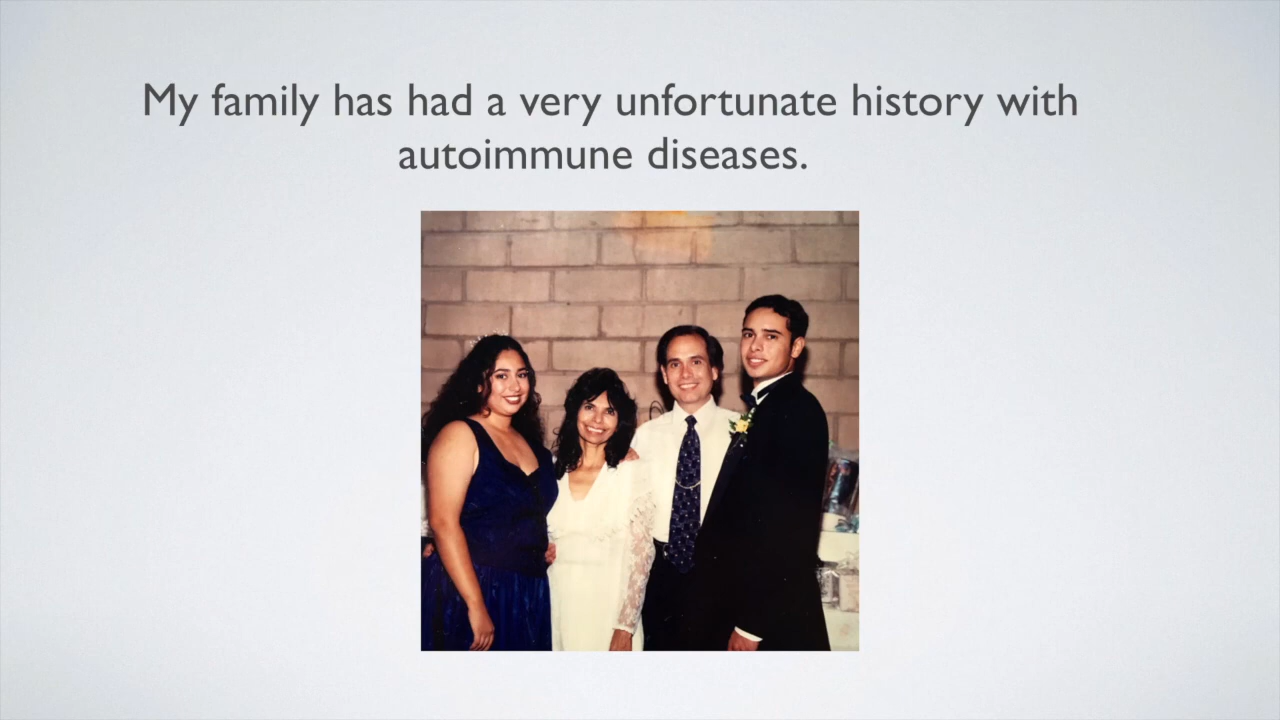 My family has had a very unfortunate history with
autoimmune diseases.